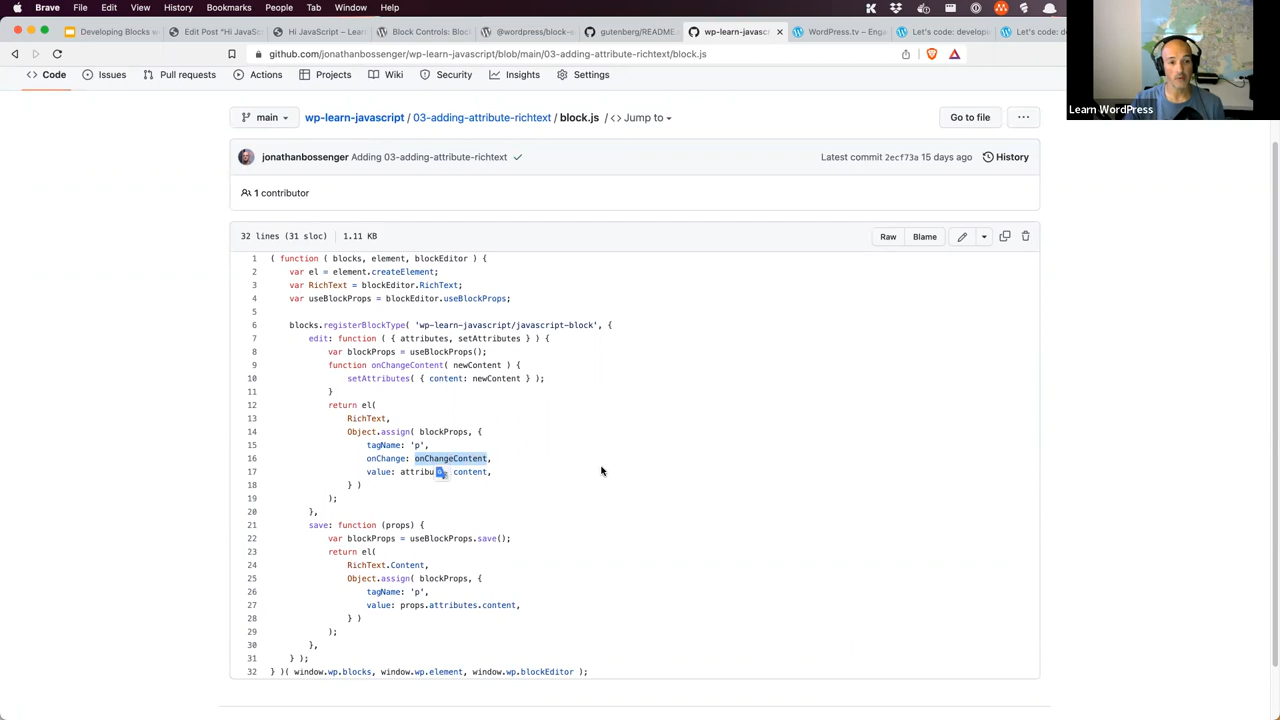 Brave File Edit View History Bookmarks People Tab Window Help
Developing Blocks w
Edit Post "Hi JavaS
Hi JavaScript – Lear
Block Controls: Bloc
@wordpress/block-e
gutenberg/README.
wp-learn-javascr
WordPress.tv – Eng
Let's code: develop
Let's code: d
github.com/jonathanbossenger/wp-learn-javascript/blob/main/03-adding-attribute-richtext/block.js
Learn WordPress
Code Issues Pull requests Actions Projects Wiki Security Insights Settings
main wp-learn-javascript / 03-adding-attribute-richtext / block.js / <> Jump to Go to file ...
jonathanbossenger Adding 03-adding-attribute-richtext Latest commit 2ecf73a 15 days ago History
1 contributor
32 lines (31 sloc) 1.11 KB Raw Blame
1 ( function ( blocks, element, blockEditor ) {
2 var el = element.createElement;
3 var RichText = blockEditor.RichText;
4 var useBlockProps = blockEditor.useBlockProps;
5
6 blocks.registerBlockType( 'wp-learn-javascript/javascript-block', {
7 edit: function ( { attributes, setAttributes } ) {
8 var blockProps = useBlockProps();
9 function onChangeContent( newContent ) {
10 setAttributes( { content: newContent } );
11 }
12 return el(
13 RichText,
14 Object.assign( blockProps, {
15 tagName: 'p',
16 onChange: onChangeContent,
17 value: attribu content,
18 } )
19 );
20 },
21 save: function (props) {
22 var blockProps = useBlockProps.save();
23 return el(
24 RichText.Content,
25 Object.assign( blockProps, {
26 tagName: 'p',
27 value: props.attributes.content,
28 } )
29 );
30 },
31 } );
32 } )( window.wp.blocks, window.wp.element, window.wp.blockEditor );